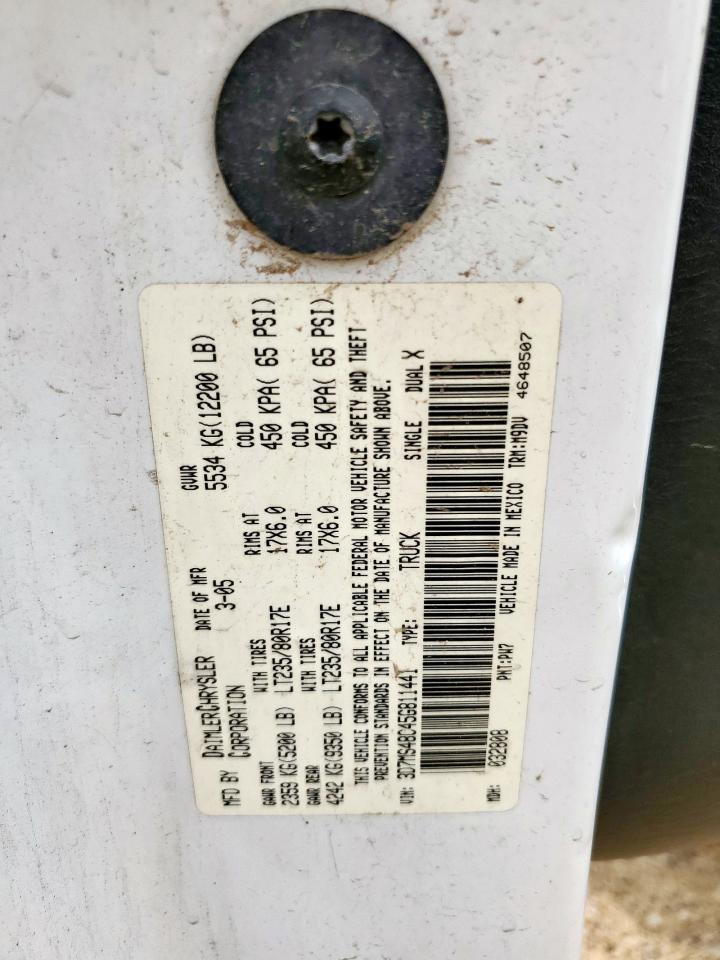 MFD BY DAIMLERCHRYSLER DATE OF MFR GVWR
CORPORATION 3-05 5534 KG(12200 LB)
GAWR FRONT WITH TIRES RIMS AT COLD
2359 KG(5200 LB) LT235/80R17E 17X6.0 450 KPA( 65 PSI)
GAWR REAR WITH TIRES RIMS AT COLD
4242 KG(9350 LB) LT235/80R17E 17X6.0 450 KPA( 65 PSI)
THIS VEHICLE CONFORMS TO ALL APPLICABLE FEDERAL MOTOR VEHICLE SAFETY AND THEFT
PREVENTION STANDARDS IN EFFECT ON THE DATE OF MANUFACTURE SHOWN ABOVE.
VIN: 3D7MS48C45G811441 TYPE: TRUCK SINGLE DUAL X
MDH: 032808 PNT:PW7 VEHICLE MADE IN MEXICO TRM:M9DV 4648507